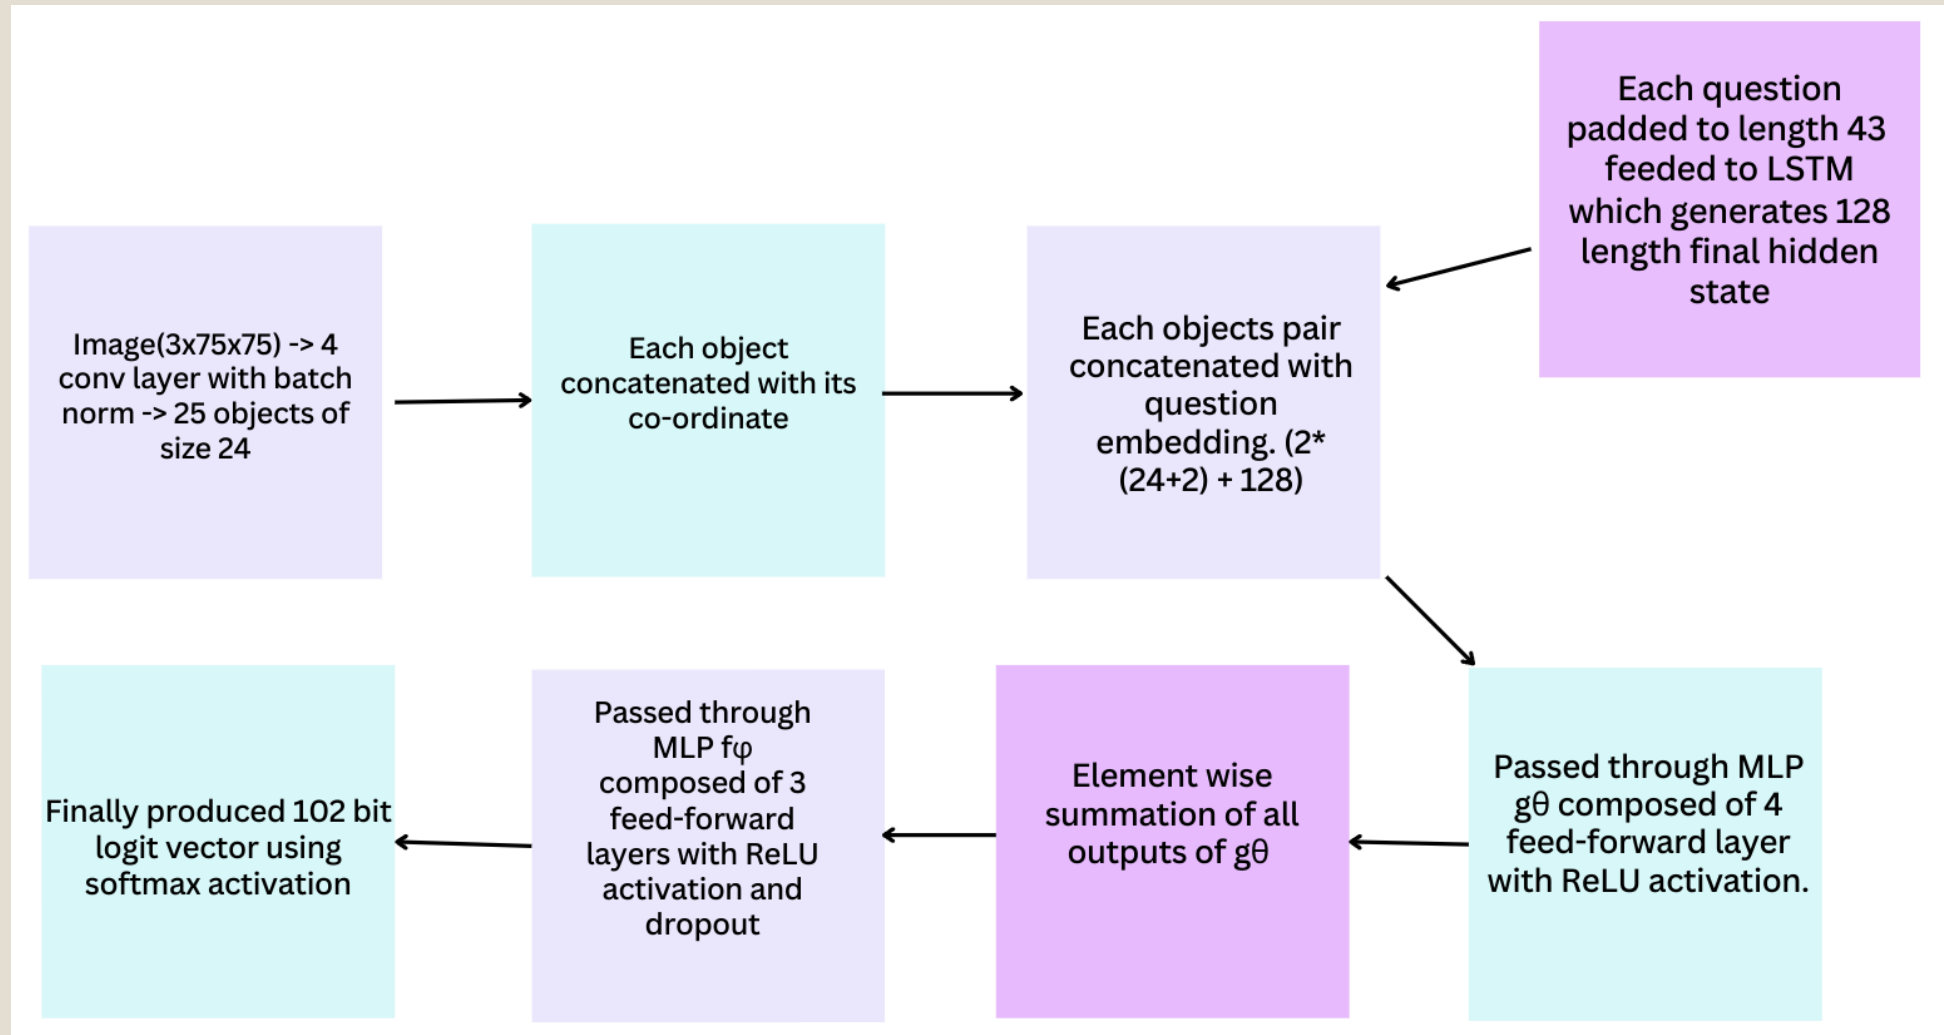 Image(3x75x75) -> 4
conv layer with batch
norm -> 25 objects of
size 24
Each object
concatenated with its
co-ordinate
Each objects pair
concatenated with
question
embedding. (2*
(24+2) + 128)
Each question
padded to length 43
feeded to LSTM
which generates 128
length final hidden
state
Passed through MLP
gθ composed of 4
feed-forward layer
with ReLU activation.
Element wise
summation of all
outputs of gθ
Passed through
MLP fφ
composed of 3
feed-forward
layers with ReLU
activation and
dropout
Finally produced 102 bit
logit vector using
softmax activation